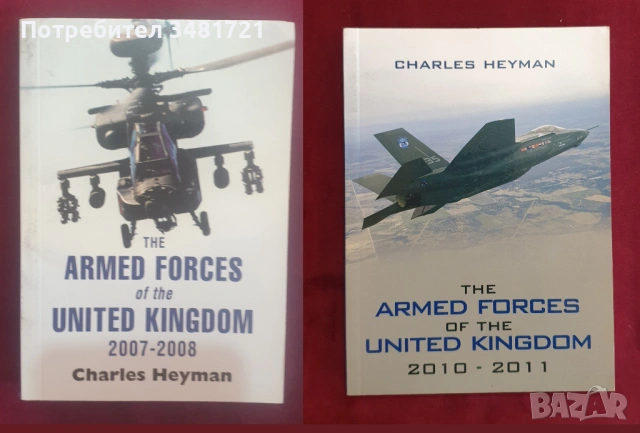 Потребител 3481721
THE
ARMED FORCES
of the
UNITED KINGDOM
2007-2008
Charles Heyman
CHARLES HEYMAN
THE
ARMED FORCES
OF THE
UNITED KINGDOM
2010 - 2011
BAZAR